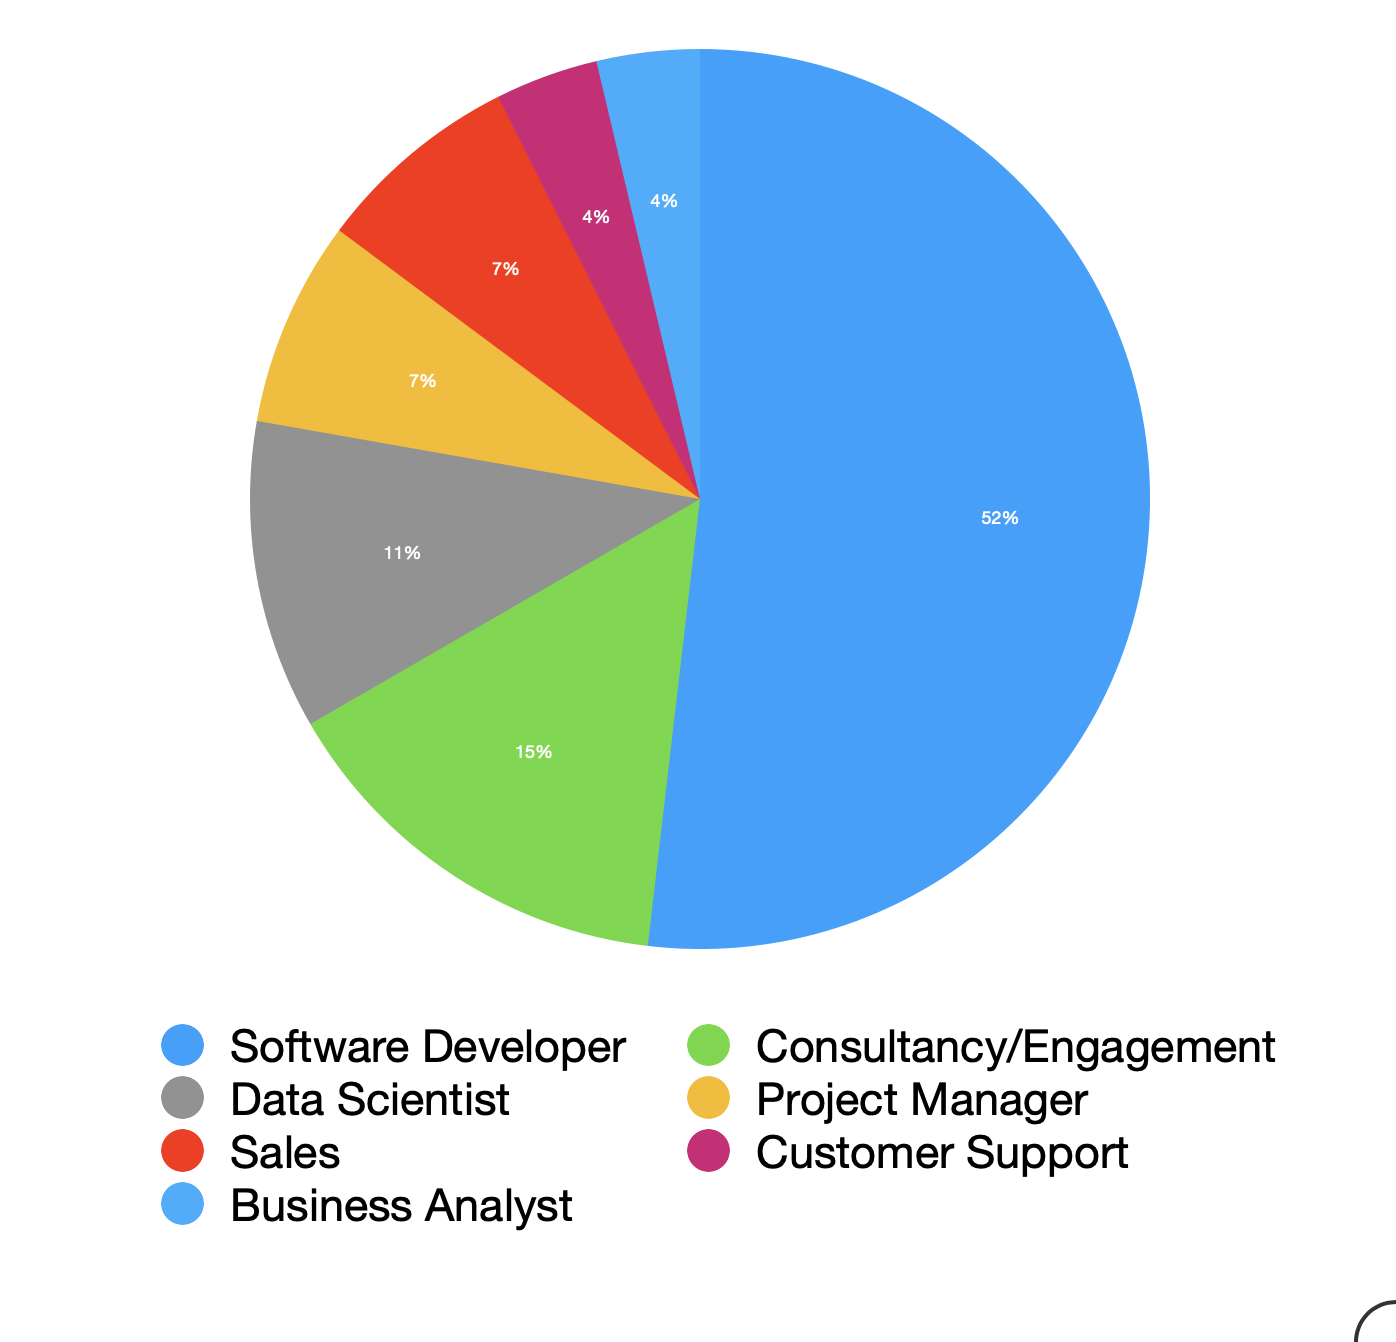 4%
4%
7%
7%
52%
11%
15%
Software Developer
Consultancy/Engagement
Data Scientist
Project Manager
Sales
Customer Support
Business Analyst